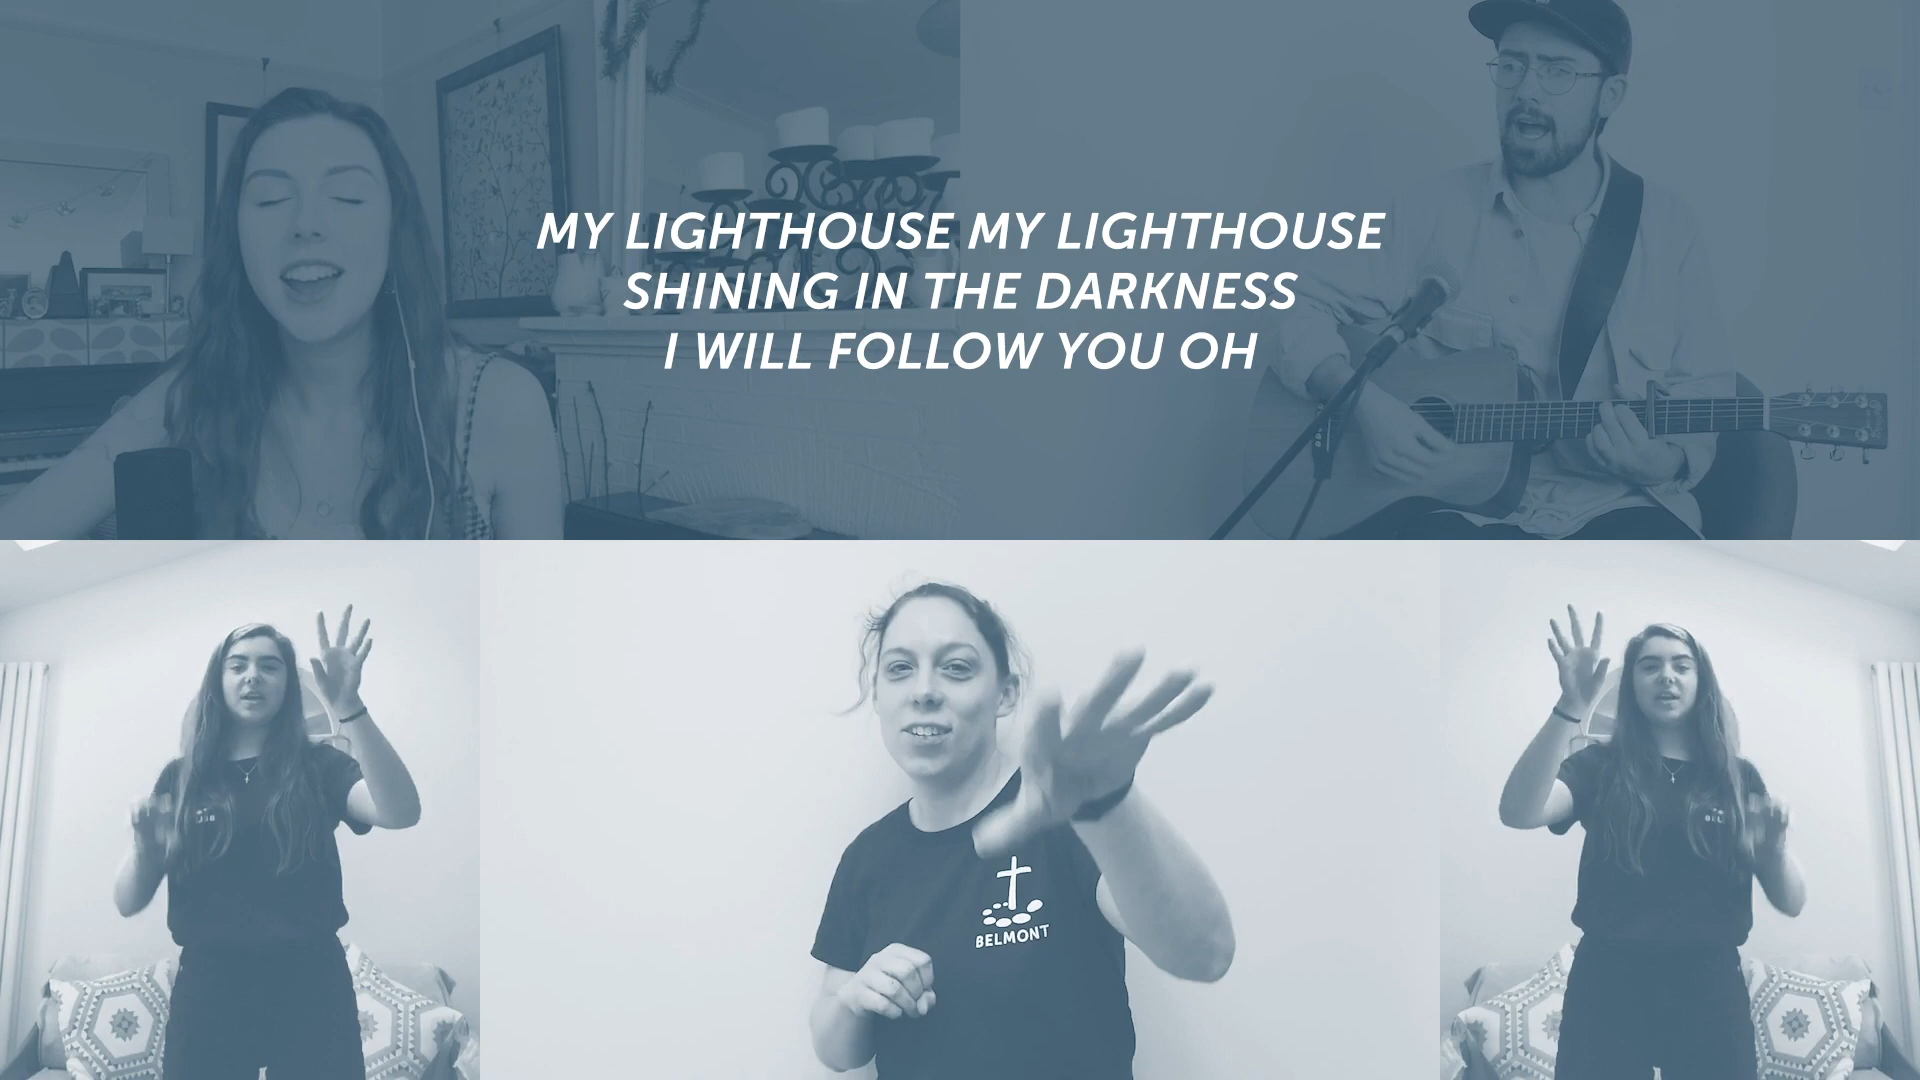 MY LIGHTHOUSE MY LIGHTHOUSE
SHINING IN THE DARKNESS
I WILL FOLLOW YOU OH
BELMONT